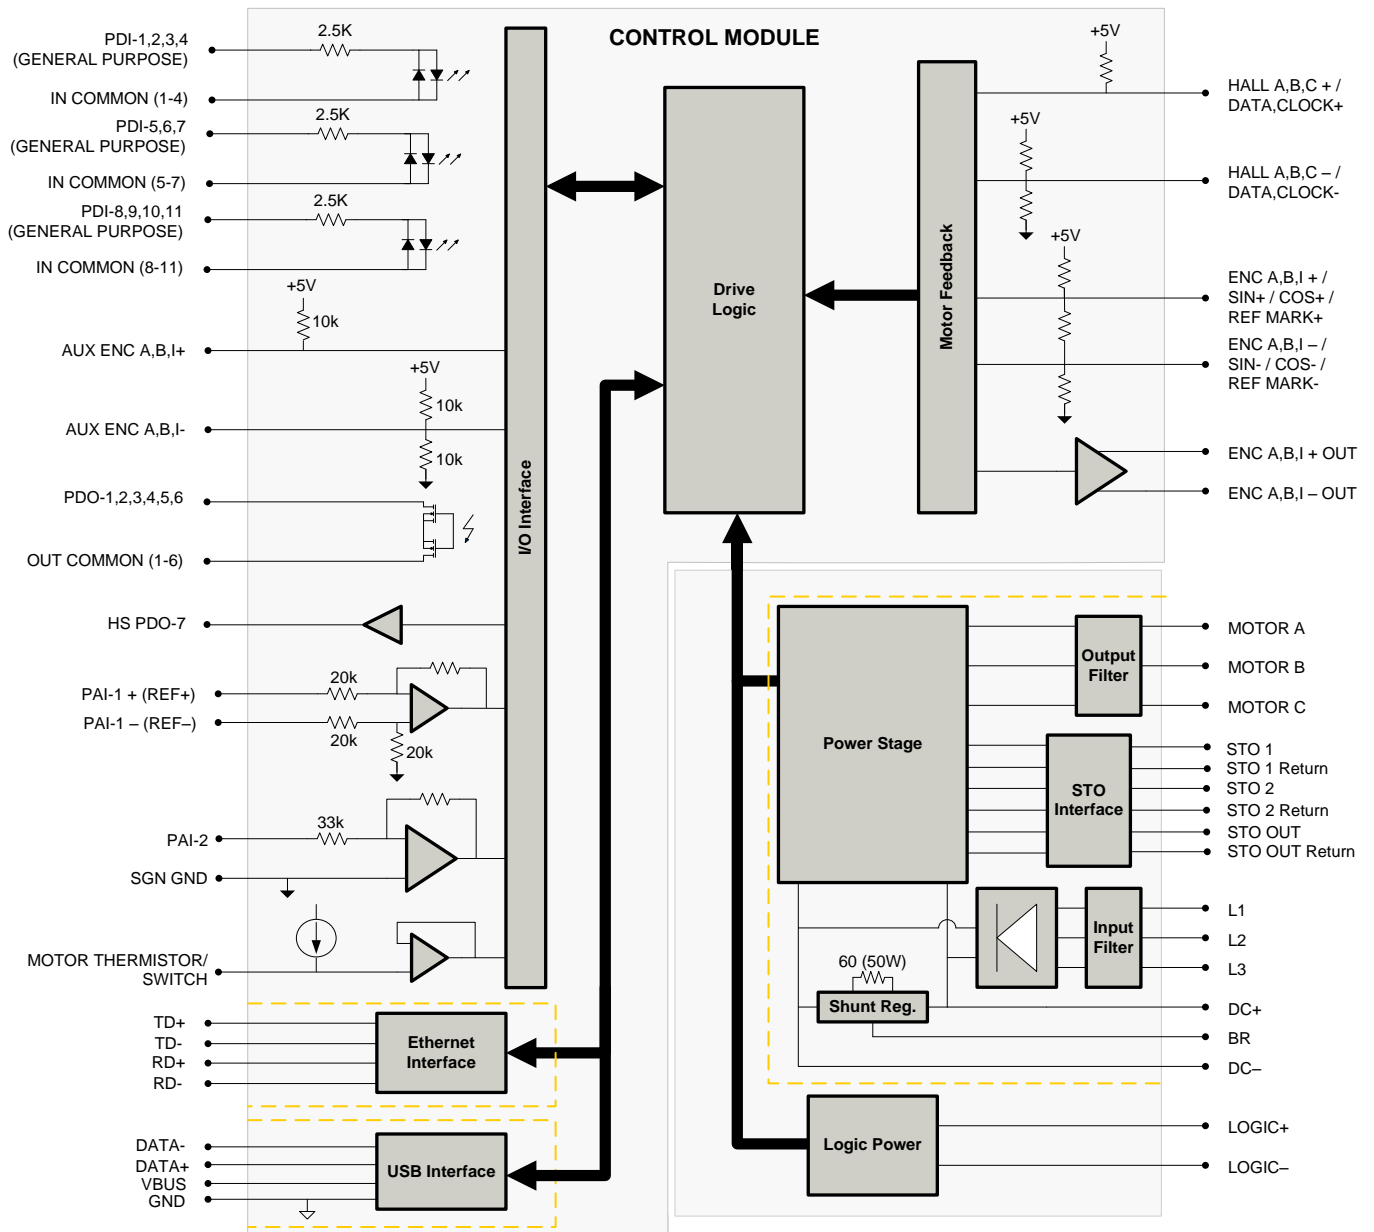 CONTROL MODULE
PDI-1,2,3,4
(GENERAL PURPOSE)
2.5K
IN COMMON (1-4)
PDI-5,6,7
(GENERAL PURPOSE)
2.5K
IN COMMON (5-7)
PDI-8,9,10,11
(GENERAL PURPOSE)
2.5K
IN COMMON (8-11)
+5V
10k
AUX ENC A,B,I+
+5V
10k
AUX ENC A,B,I-
10k
PDO-1,2,3,4,5,6
OUT COMMON (1-6)
HS PDO-7
PAI-1 + (REF+)
20k
PAI-1 – (REF–)
20k
20k
PAI-2
33k
SGN GND
MOTOR THERMISTOR/
SWITCH
I/O Interface
TD+
TD-
RD+
RD-
Ethernet
Interface
DATA-
DATA+
VBUS
GND
USB Interface
Drive
Logic
Motor Feedback
+5V
HALL A,B,C + /
DATA,CLOCK+
+5V
HALL A,B,C – /
DATA,CLOCK-
+5V
ENC A,B,I + /
SIN+ / COS+ /
REF MARK+
ENC A,B,I – /
SIN- / COS- /
REF MARK-
ENC A,B,I + OUT
ENC A,B,I – OUT
Power Stage
Output
Filter
MOTOR A
MOTOR B
MOTOR C
STO
Interface
STO 1
STO 1 Return
STO 2
STO 2 Return
STO OUT
STO OUT Return
Input
Filter
L1
L2
L3
60 (50W)
Shunt Reg.
DC+
BR
DC–
Logic Power
LOGIC+
LOGIC–